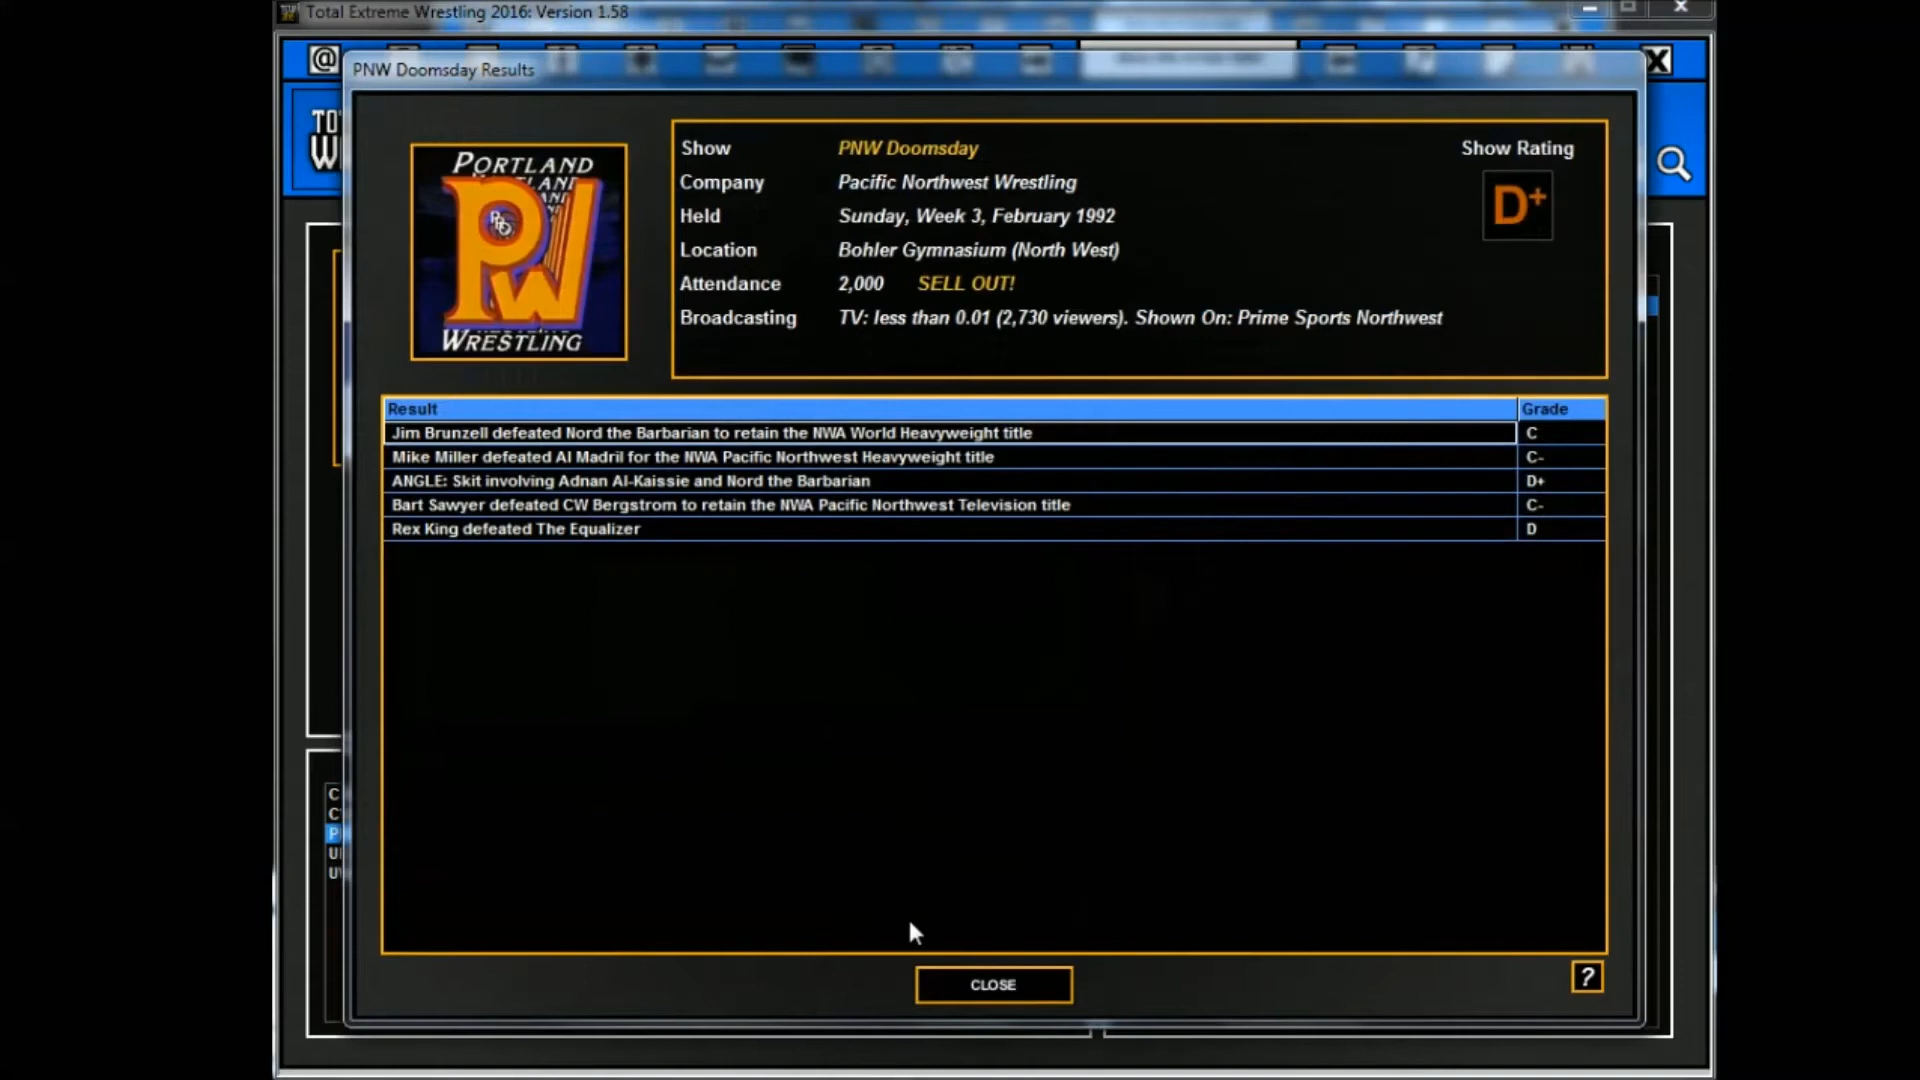 Total Extreme Wrestling 2016: Version 1.58
@
X
PNW Doomsday Results
PORTLAND
PW
WRESTLING
Show PNW Doomsday Show Rating
D+
Company Pacific Northwest Wrestling
Held Sunday, Week 3, February 1992
Location Bohler Gymnasium (North West)
Attendance 2,000 SELL OUT!
Broadcasting TV: less than 0.01 (2,730 viewers). Shown On: Prime Sports Northwest
Result Grade
Jim Brunzell defeated Nord the Barbarian to retain the NWA World Heavyweight title C
Mike Miller defeated Al Madril for the NWA Pacific Northwest Heavyweight title C-
ANGLE: Skit involving Adnan Al-Kaissie and Nord the Barbarian D+
Bart Sawyer defeated CW Bergstrom to retain the NWA Pacific Northwest Television title C-
Rex King defeated The Equalizer D
CLOSE
?